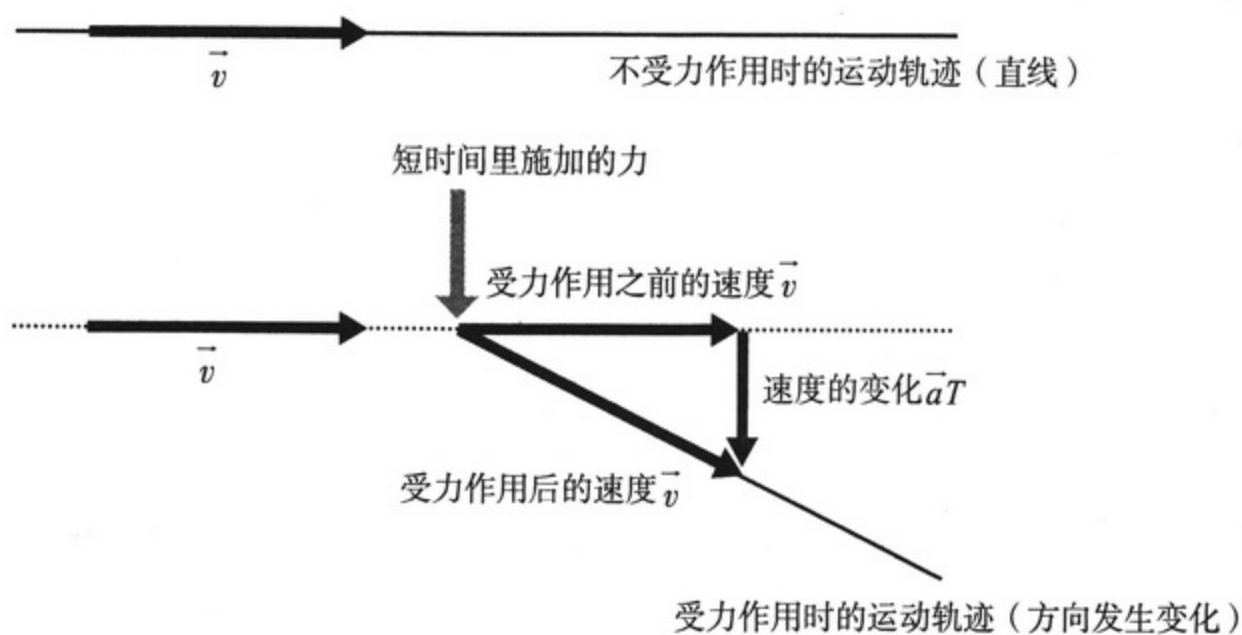 v⃗
不受力作用时的运动轨迹（直线）
短时间里施加的力
受力作用之前的速度v⃗
v⃗
速度的变化a⃗T
受力作用后的速度v⃗
受力作用时的运动轨迹（方向发生变化）